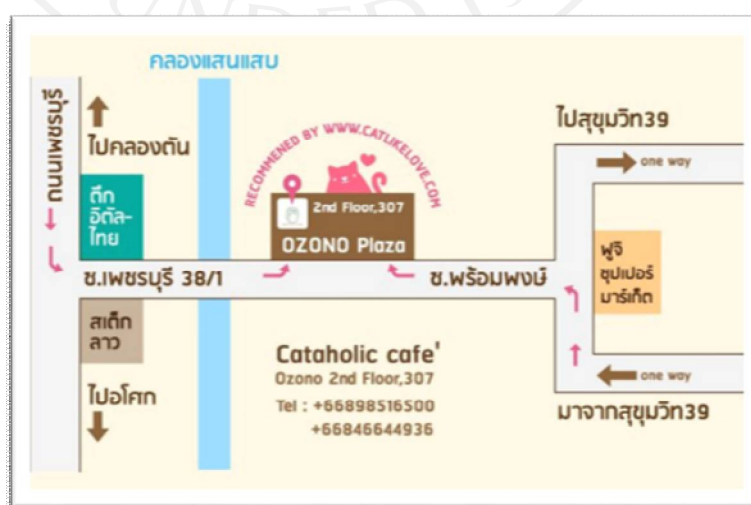 คลองแสนแสบ
ถนนเพชรบุรี
ไปคลองตัน
ตึก
อิตัล-
ไทย
RECOMMENED BY WWW.CATLIKELOVE.COM
2nd Floor,307
OZONO Plaza
ไปสุขุมวิท39
one way
ฟูจิ
ซุปเปอร์
มาร์เก็ต
ซ.เพชรบุรี 38/1
ซ.พร้อมพงษ์
สเต็ก
ลาว
ไปอโศก
Cataholic cafe'
Ozono 2nd Floor,307
Tel : +66898516500
+66846644936
one way
มาจากสุขุมวิท39